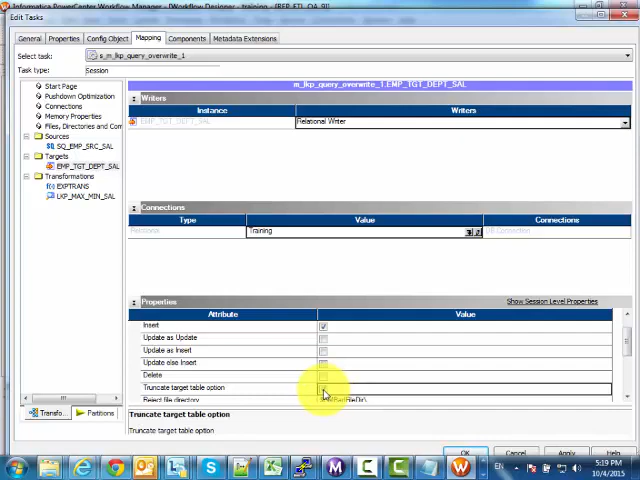 Informatica PowerCenter Workflow Manager - [Workflow Designer - training - [REP_ETL_QA_9]]
Edit Tasks
General Properties Config Object Mapping Components Metadata Extensions
Select task: s_m_lkp_query_overwrite_1
Task type: Session
Start Page
Pushdown Optimization
Connections
Memory Properties
Files, Directories and Com
Sources
SQ_EMP_SRC_SAL
Targets
EMP_TGT_DEPT_SAL
Transformations
EXPTRANS
LKP_MAX_MIN_SAL
Transfo... Partitions
m_lkp_query_overwrite_1.EMP_TGT_DEPT_SAL
Writers
Instance Writers
EMP_TGT_DEPT_SAL Relational Writer
Connections
Type Value Connections
Relational Training DB Connection
Properties Show Session Level Properties
Attribute Value
Insert
Update as Update
Update as Insert
Update else Insert
Delete
Truncate target table option
Reject file directory
Truncate target table option
Truncate target table option
OK Cancel Apply Help
EN 5:19 PM
10/4/2015